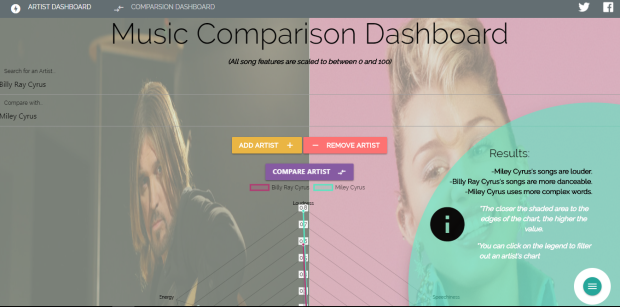 ARTIST DASHBOARD
COMPARSION DASHBOARD
Music Comparison Dashboard
(All song features are scaled to between 0 and 100)
Search for an Artist.
Billy Ray Cyrus
Compare with.
Miley Cyrus
ADD ARTIST +
− REMOVE ARTIST
COMPARE ARTIST
Billy Ray Cyrus
Miley Cyrus
Loudness
Energy
Speechiness
Results:
-Miley Cyrus's songs are louder.
-Billy Ray Cyrus's songs are more danceable.
-Miley Cyrus uses more complex words.
*The closer the shaded area to the
edges of the chart, the higher the
value.
*You can click on the legend to filter
out an artist's chart